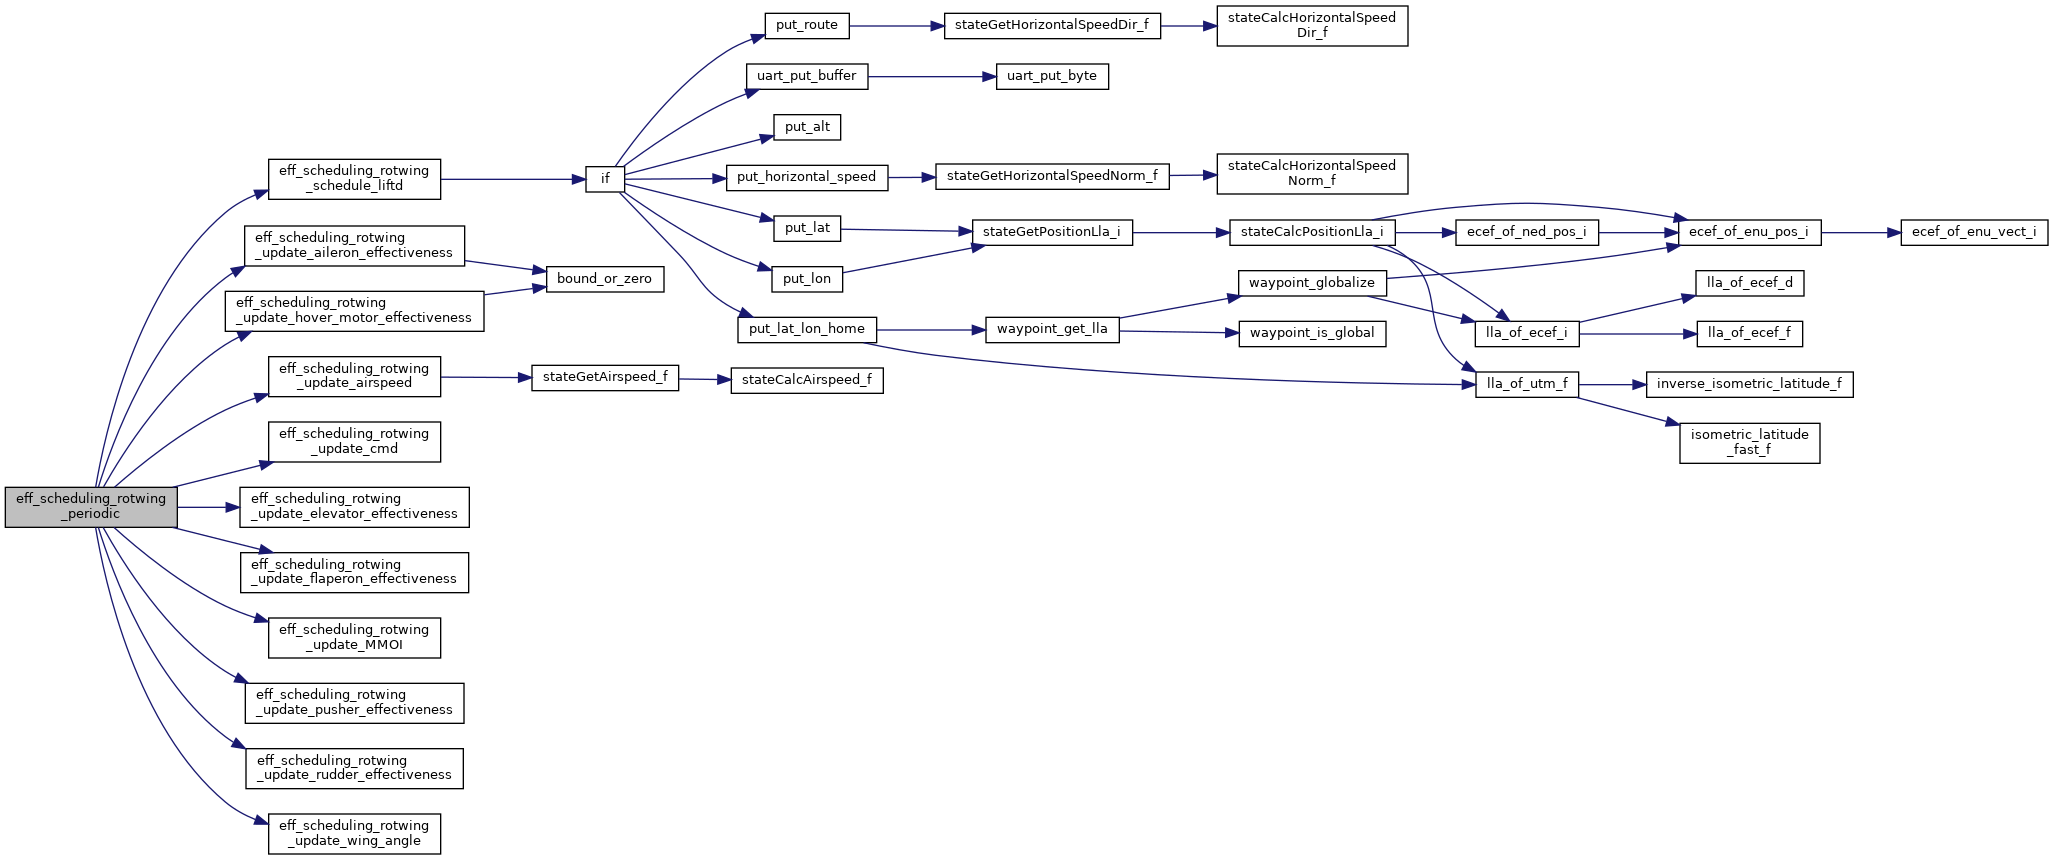 put_route
stateGetHorizontalSpeedDir_f
stateCalcHorizontalSpeed
Dir_f
uart_put_buffer
uart_put_byte
put_alt
eff_scheduling_rotwing
_schedule_liftd
if
put_horizontal_speed
stateGetHorizontalSpeedNorm_f
stateCalcHorizontalSpeed
Norm_f
put_lat
stateGetPositionLla_i
stateCalcPositionLla_i
ecef_of_ned_pos_i
ecef_of_enu_pos_i
ecef_of_enu_vect_i
eff_scheduling_rotwing
_update_aileron_effectiveness
bound_or_zero
put_lon
waypoint_globalize
lla_of_ecef_d
eff_scheduling_rotwing
_update_hover_motor_effectiveness
put_lat_lon_home
waypoint_get_lla
waypoint_is_global
lla_of_ecef_i
lla_of_ecef_f
eff_scheduling_rotwing
_update_airspeed
stateGetAirspeed_f
stateCalcAirspeed_f
lla_of_utm_f
inverse_isometric_latitude_f
eff_scheduling_rotwing
_update_cmd
isometric_latitude
_fast_f
eff_scheduling_rotwing
_periodic
eff_scheduling_rotwing
_update_elevator_effectiveness
eff_scheduling_rotwing
_update_flaperon_effectiveness
eff_scheduling_rotwing
_update_MMOI
eff_scheduling_rotwing
_update_pusher_effectiveness
eff_scheduling_rotwing
_update_rudder_effectiveness
eff_scheduling_rotwing
_update_wing_angle